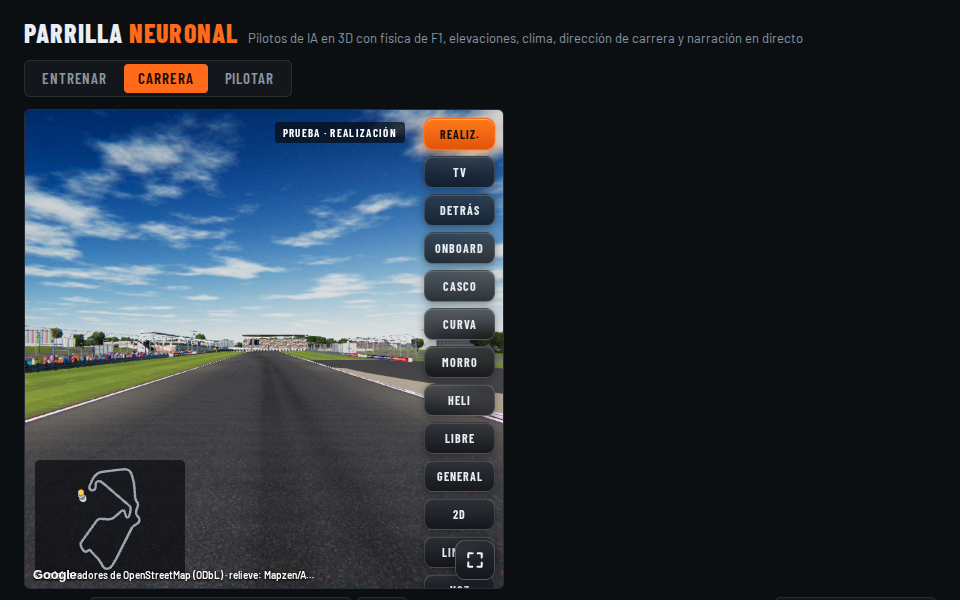 PARRILLA NEURONAL Pilotos de IA en 3D con física de F1, elevaciones, clima, dirección de carrera y narración en directo
ENTRENAR CARRERA PILOTAR
PRUEBA · REALIZACIÓN
REALIZ.
TV
DETRÁS
ONBOARD
CASCO
CURVA
MORRO
HELI
LIBRE
GENERAL
2D
Google
adores de OpenStreetMap (ODbL) · relieve: Mapzen/A...